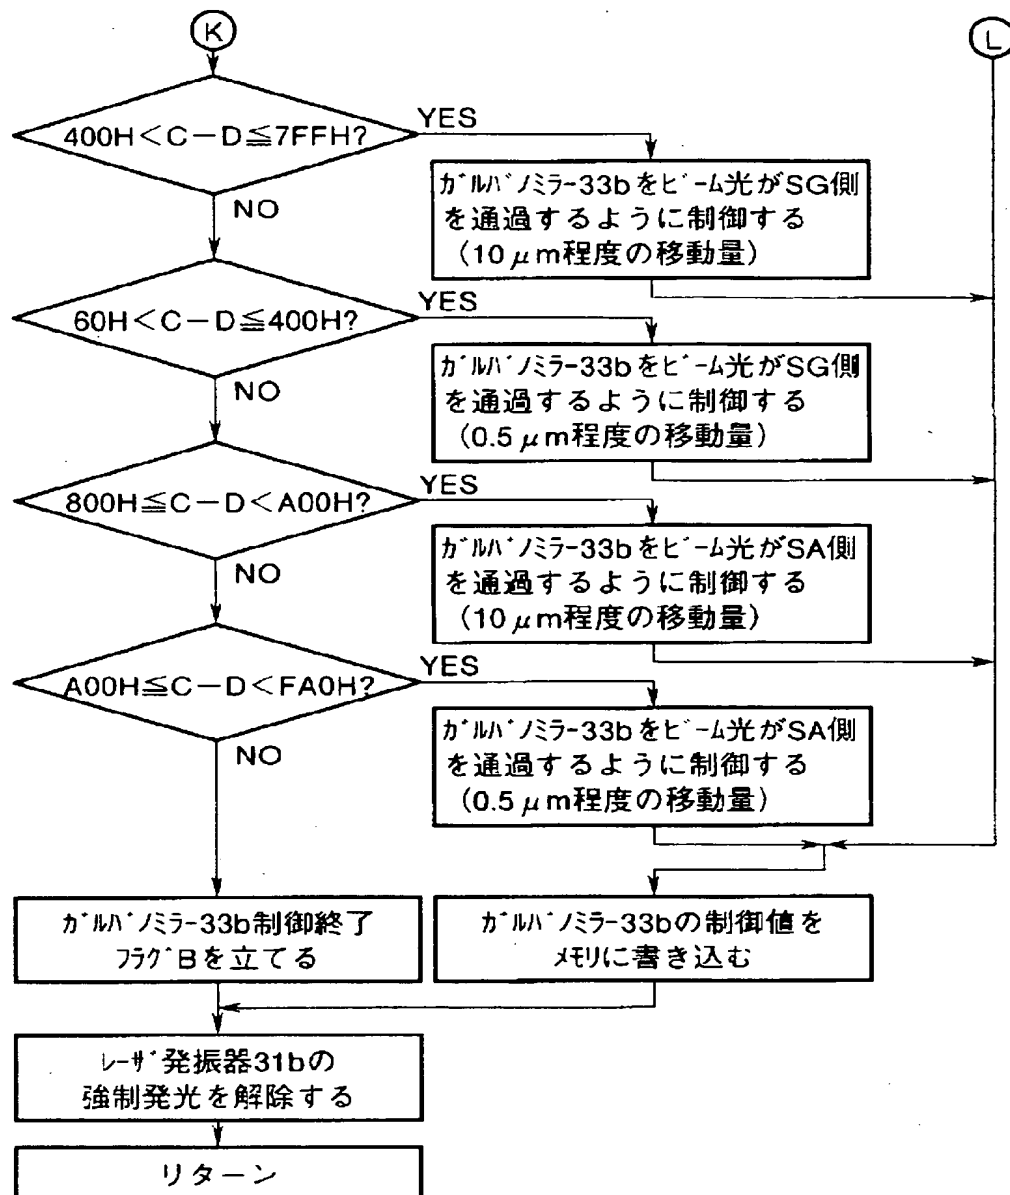 K
L
400H<C-D≦7FFH?
YES
ガルバノミラー33bをビーム光がSG側
を通過するように制御する
(10μm程度の移動量)
NO
60H<C-D≦400H?
YES
ガルバノミラー33bをビーム光がSG側
を通過するように制御する
(0.5μm程度の移動量)
NO
800H≦C-D<A00H?
YES
ガルバノミラー33bをビーム光がSA側
を通過するように制御する
(10μm程度の移動量)
NO
A00H≦C-D<FA0H?
YES
ガルバノミラー33bをビーム光がSA側
を通過するように制御する
(0.5μm程度の移動量)
NO
ガルバノミラー33b制御終了
フラグBを立てる
ガルバノミラー33bの制御値を
メモリに書き込む
レーザ発振器31bの
強制発光を解除する
リターン